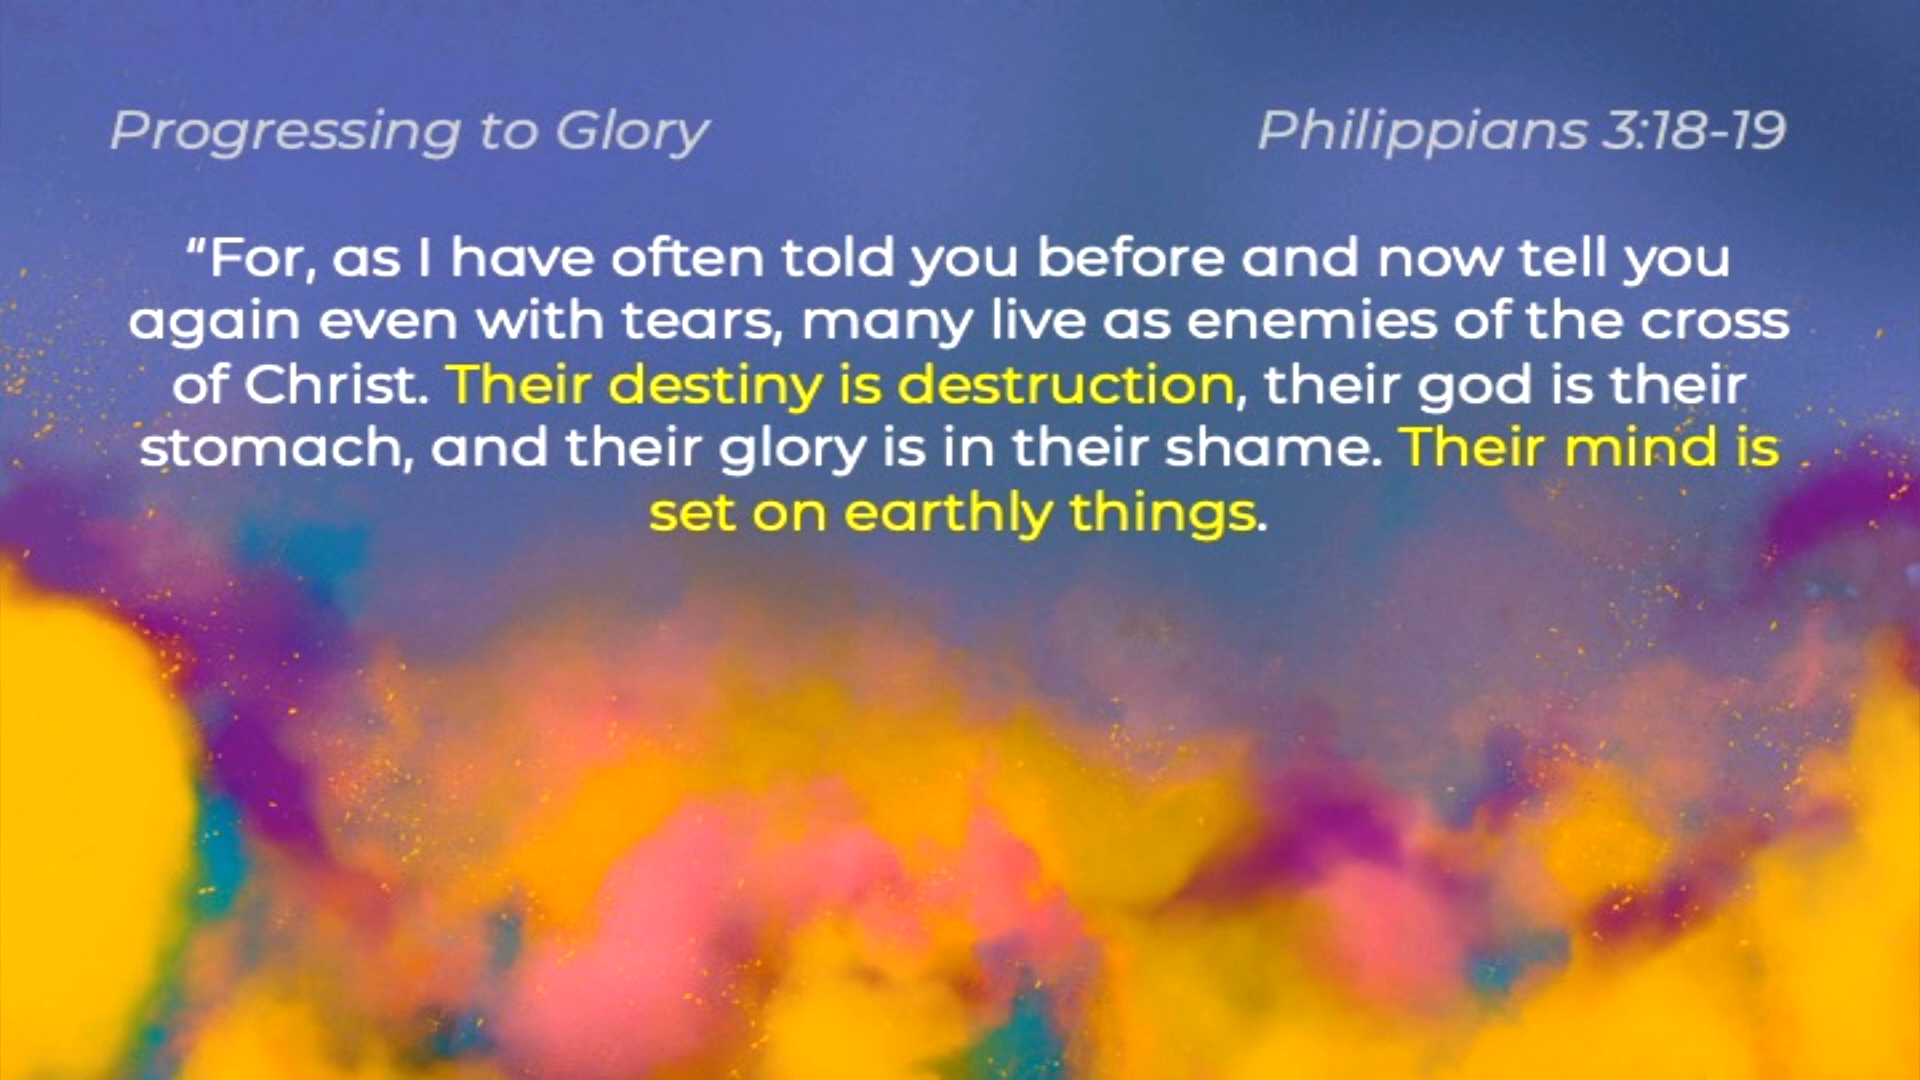 Progressing to Glory
Philippians 3:18-19
“For, as I have often told you before and now tell you
again even with tears, many live as enemies of the cross
of Christ. Their destiny is destruction, their god is their
stomach, and their glory is in their shame. Their mind is
set on earthly things.